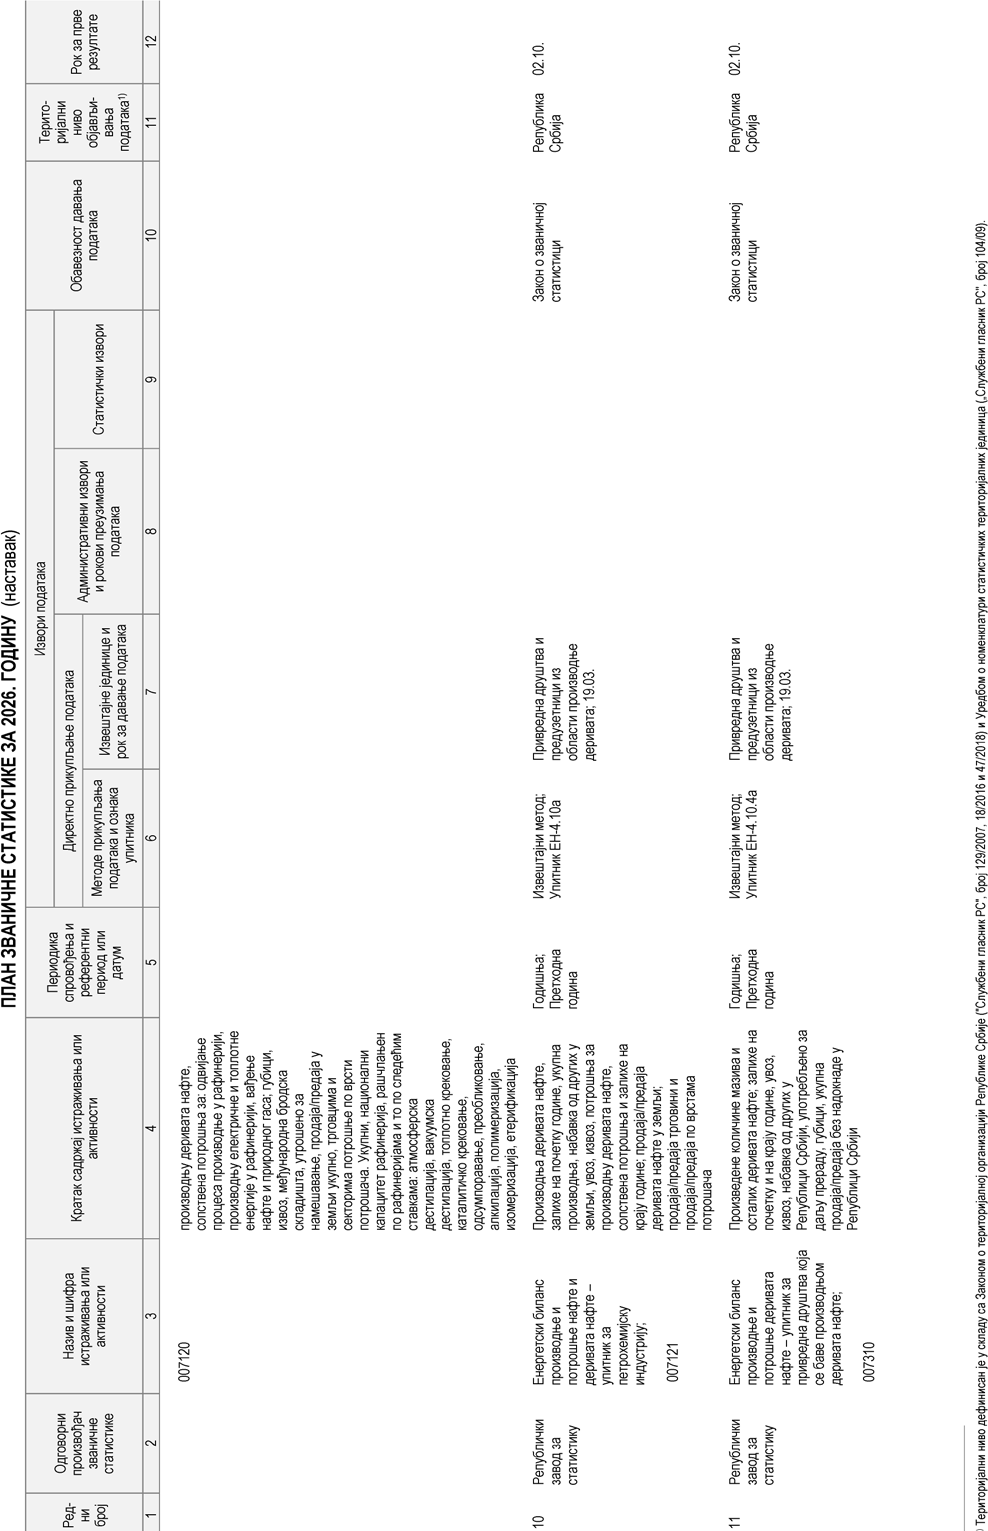 ПЛАН ЗВАНИЧНЕ СТАТИСТИКЕ ЗА 2026. ГОДИНУ (наставак)
Ред-
ни
број
Одговорни
произвођач
званичне
статистике
Назив и шифра
истраживања или
активности
Кратак садржај истраживања или
активности
Периодика
спровођења и
референтни
период или
датум
Извори података
Директно прикупљање података
Методе прикупљања
података и ознака
упитника
Извештајне јединице и
рок за давање података
Административни извори
и рокови преузимања
података
Статистички извори
Обавезност давања
података
Терито-
ријални
ниво
објављи-
вања
података1)
Рок за прве
резултате
1 2 3 4 5 6 7 8 9 10 11 12
007120
производњу деривата нафте,
сопствена потрошња за: одвијање
процеса производње у рафинерији,
производњу електричне и топлотне
енергије у рафинерији, вађење
нафте и природног гаса; губици,
извоз, међународна бродска
складишта, утрошено за
намешавање, продаја/предаја у
земљи укупно, трговцима и
секторима потрошње по врсти
потрошача. Укупни, национални
капацитет рафинерија, рашчлањен
по рафинеријама и то по следећим
ставкама: атмосферска
дестилација, вакуумска
дестилација, топлотно крековање,
каталитичко крековање,
одсумпоравање, преобликовање,
алкилација, полимеризација,
изомеризација, етерификација
10
Републички
завод за
статистику
Енергетски биланс
производње и
потрошње нафте и
деривата нафте –
упитник за
петрохемијску
индустрију;
007121
Производња деривата нафте,
залихе на почетку године, укупна
производња, набавка од других у
земљи, увоз, извоз, потрошња за
производњу деривата нафте,
сопствена потрошња и залихе на
крају године; продаја/предаја
деривата нафте у земљи;
продаја/предаја трговини и
продаја/предаја по врстама
потрошача
Годишња;
Претходна
година
Извештајни метод;
Упитник ЕН-4.10а
Привредна друштва и
предузетници из
области производње
деривата; 19.03.
Закон о званичној
статистици
Република
Србија
02.10.
11
Републички
завод за
статистику
Енергетски биланс
производње и
потрошње деривата
нафте – упитник за
привредна друштва која
се баве производњом
деривата нафте;
007310
Произведене количине мазива и
осталих деривата нафте; залихе на
почетку и на крају године, увоз,
извоз, набавка од других у
Републици Србији, употребљено за
даљу прераду, губици, укупна
продаја/предаја без надокнаде у
Републици Србији
Годишња;
Претходна
година
Извештајни метод;
Упитник ЕН-4.10.4а
Привредна друштва и
предузетници из
области производње
деривата; 19.03.
Закон о званичној
статистици
Република
Србија
02.10.
) Територијални ниво дефинисан је у складу са Законом о територијалној организацији Републике Србије ("Службени гласник РС", број 129/2007, 18/2016 и 47/2018) и Уредбом о номенклатури статистичких територијалних јединица („Службени гласник РС", број 104/09).